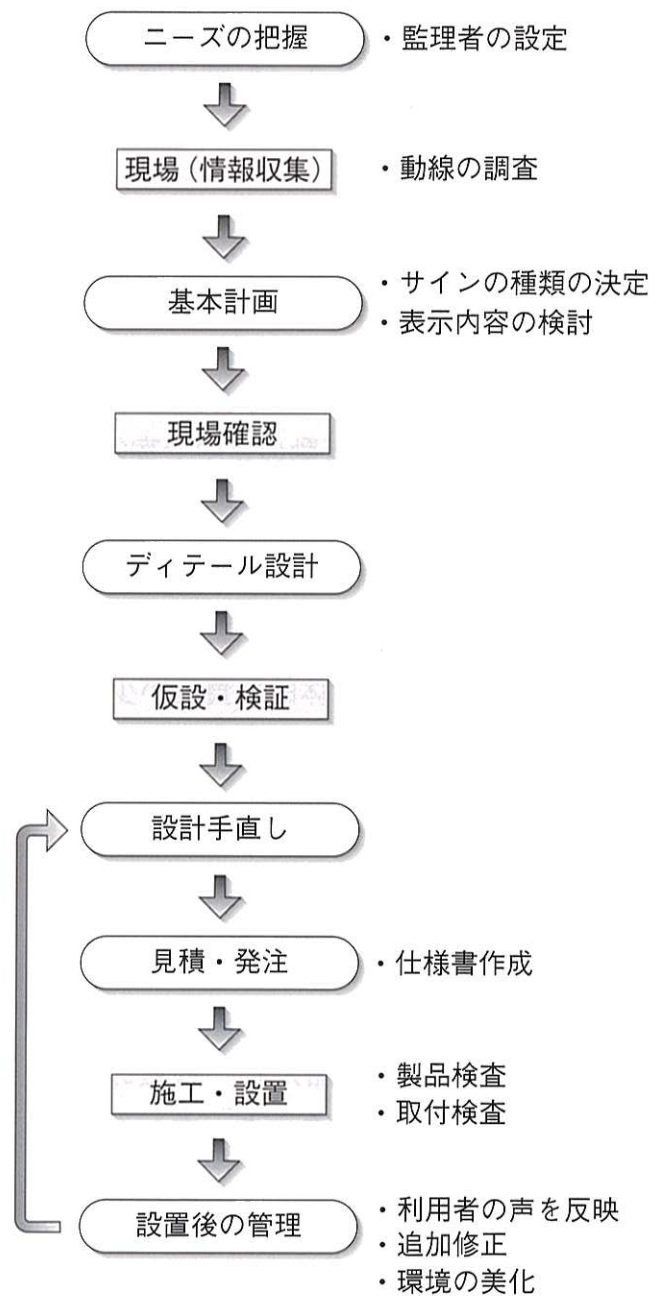 ニーズの把握
・監理者の設定
現場（情報収集）
・動線の調査
基本計画
・サインの種類の決定
・表示内容の検討
現場確認
ディテール設計
仮設・検証
設計手直し
見積・発注
・仕様書作成
施工・設置
・製品検査
・取付検査
設置後の管理
・利用者の声を反映
・追加修正
・環境の美化